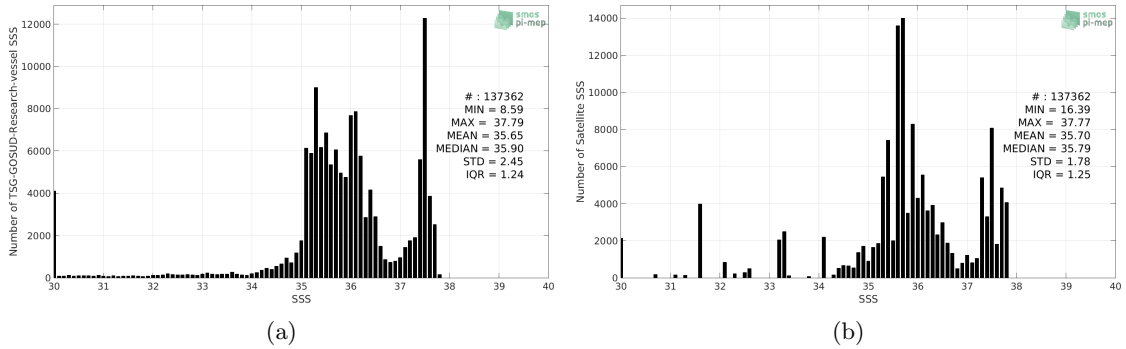 smos
pi-mep
Number of TSG-GOSUD-Research-vessel SSS
12000
10000
8000
6000
4000
2000
0
# : 137362
MIN = 8.59
MAX = 37.79
MEAN = 35.65
MEDIAN = 35.90
STD = 2.45
IQR = 1.24
30 31 32 33 34 35 36 37 38 39 40
SSS
(a)
smos
pi-mep
Number of Satellite SSS
14000
12000
10000
8000
6000
4000
2000
0
# : 137362
MIN = 16.39
MAX = 37.77
MEAN = 35.70
MEDIAN = 35.79
STD = 1.78
IQR = 1.25
30 31 32 33 34 35 36 37 38 39 40
SSS
(b)